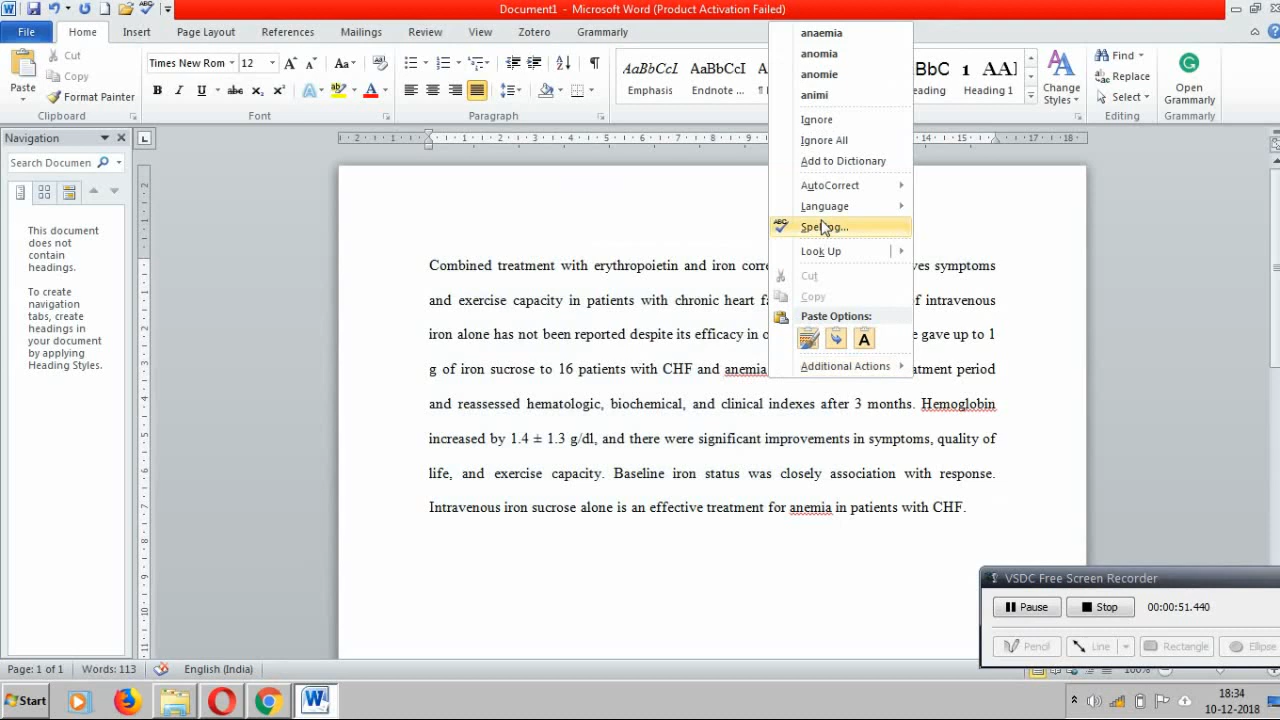 Document1 - Microsoft Word (Product Activation Failed)
File Home Insert Page Layout References Mailings Review View Zotero Grammarly
Paste
Cut
Copy
Format Painter
Clipboard
Times New Rom 12
Font
Paragraph
AaBbCcI AaBbCcI
Emphasis Endnote ... Heading 1
Change Styles
Find
Replace
Select
Editing
Open Grammarly
Grammarly
Navigation
Search Documen
This document does not contain headings.
To create navigation tabs, create headings in your document by applying Heading Styles.
anaemia
anomia
anomie
animi
Ignore
Ignore All
Add to Dictionary
AutoCorrect
Language
Look Up
Cut
Copy
Paste Options:
Additional Actions
Combined treatment with erythropoietin and iron symptoms
and exercise capacity in patients with chronic heart intravenous
iron alone has not been reported despite its efficacy in gave up to 1
g of iron sucrose to 16 patients with CHF and anemia period
and reassessed hematologic, biochemical, and clinical indexes after 3 months. Hemoglobin
increased by 1.4 ± 1.3 g/dl, and there were significant improvements in symptoms, quality of
life, and exercise capacity. Baseline iron status was closely association with response.
Intravenous iron sucrose alone is an effective treatment for anemia in patients with CHF.
VSDC Free Screen Recorder
Pause Stop 00:00:51.440
Pencil Line Rectangle Ellipse
Page: 1 of 1 Words: 113 English (India) 100%
Start
18:34
10-12-2018